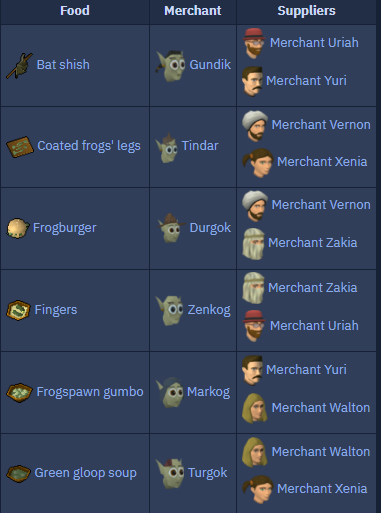 Food Merchant Suppliers
Bat shish Gundik Merchant Uriah
Merchant Yuri
Coated frogs' legs Tindar Merchant Vernon
Merchant Xenia
Frogburger Durgok Merchant Vernon
Merchant Zakia
Fingers Zenkog Merchant Zakia
Merchant Uriah
Frogspawn gumbo Markog Merchant Yuri
Merchant Walton
Green gloop soup Turgok Merchant Walton
Merchant Xenia